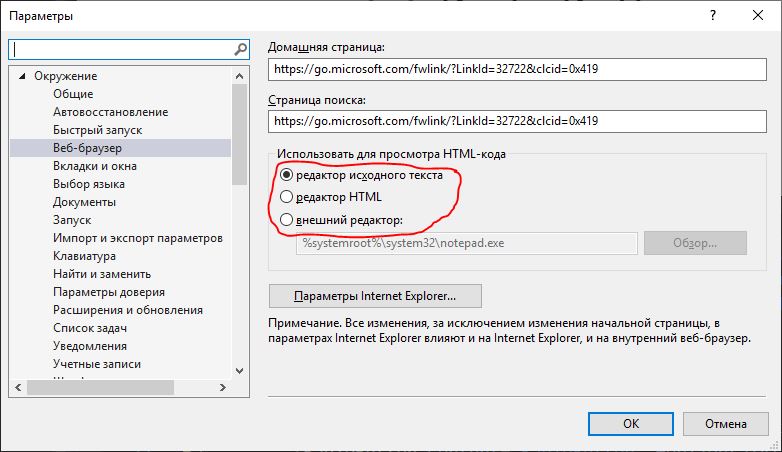 Параметры
? ×
Окружение
Общие
Автовосстановление
Быстрый запуск
Веб-браузер
Вкладки и окна
Выбор языка
Документы
Запуск
Импорт и экспорт параметров
Клавиатура
Найти и заменить
Параметры доверия
Расширения и обновления
Список задач
Уведомления
Учетные записи
Домашняя страница:
https://go.microsoft.com/fwlink/?LinkId=32722&clcid=0x419
Страница поиска:
https://go.microsoft.com/fwlink/?LinkId=32722&clcid=0x419
Использовать для просмотра HTML-кода
редактор исходного текста
редактор HTML
внешний редактор:
%systemroot%\system32\notepad.exe
Обзор...
Параметры Internet Explorer...
Примечание. Все изменения, за исключением изменения начальной страницы, в
параметрах Internet Explorer влияют и на Internet Explorer, и на внутренний веб-браузер.
ОК
Отмена